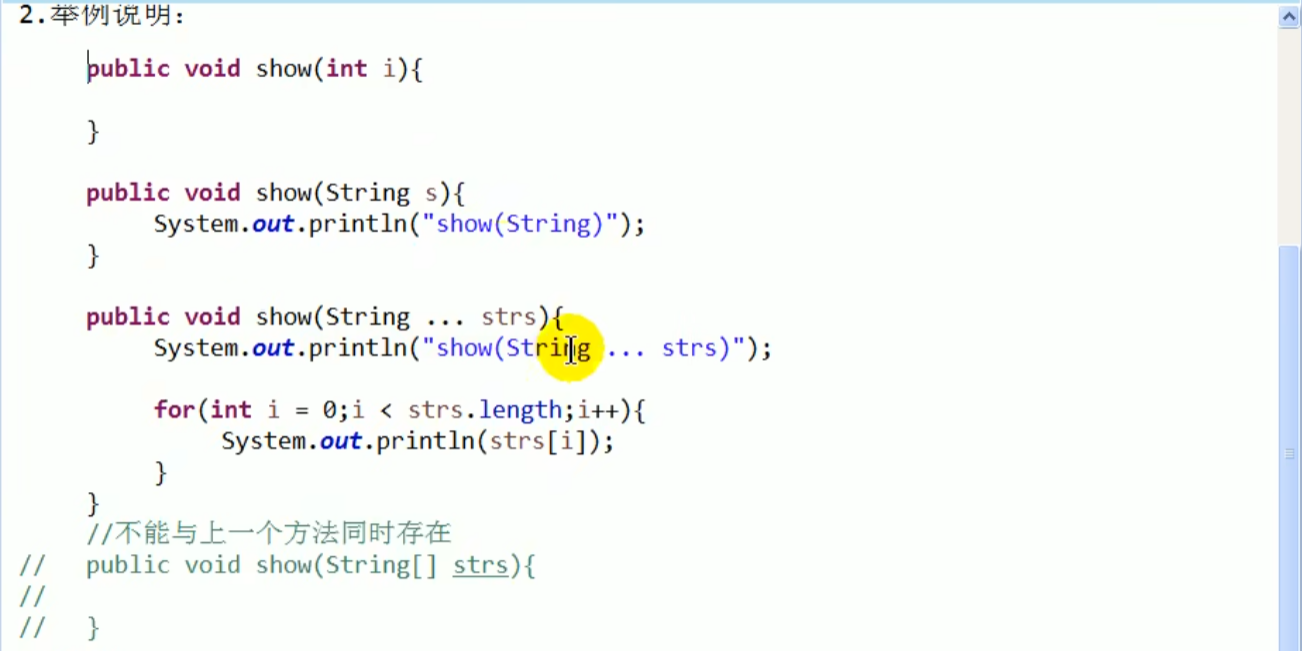 2.举例说明:
public void show(int i){
}
public void show(String s){
System.out.println("show(String)");
}
public void show(String ... strs){
System.out.println("show(String ... strs)");
for(int i = 0;i < strs.length;i++){
System.out.println(strs[i]);
}
}
//不能与上一个方法同时存在
// public void show(String[] strs){
//
// }